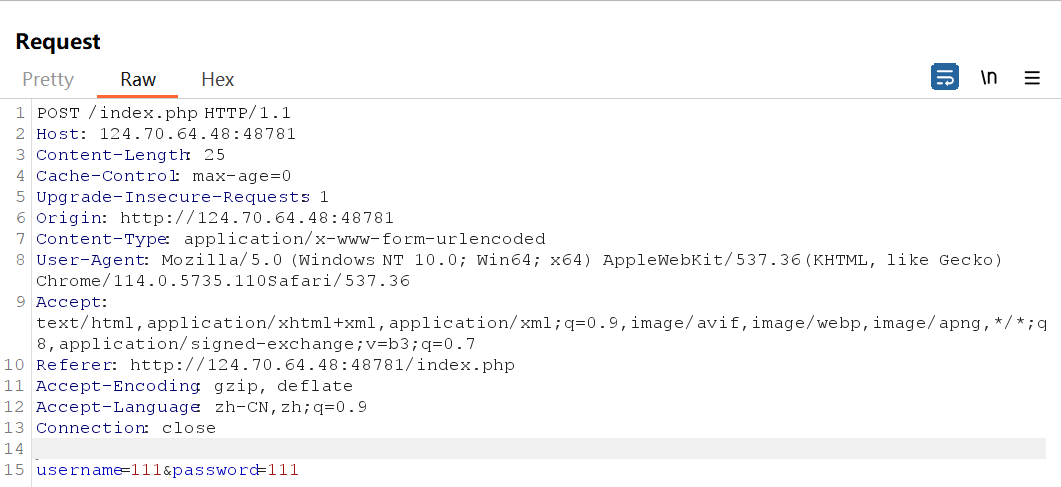 Request
Pretty Raw Hex \n
1 POST /index.php HTTP/1.1
2 Host: 124.70.64.48:48781
3 Content-Length: 25
4 Cache-Control: max-age=0
5 Upgrade-Insecure-Requests: 1
6 Origin: http://124.70.64.48:48781
7 Content-Type: application/x-www-form-urlencoded
8 User-Agent: Mozilla/5.0 (Windows NT 10.0; Win64; x64) AppleWebKit/537.36(KHTML, like Gecko)
Chrome/114.0.5735.110Safari/537.36
9 Accept:
text/html,application/xhtml+xml,application/xml;q=0.9,image/avif,image/webp,image/apng,*/*;q
8,application/signed-exchange;v=b3;q=0.7
10 Referer: http://124.70.64.48:48781/index.php
11 Accept-Encoding: gzip, deflate
12 Accept-Language: zh-CN,zh;q=0.9
13 Connection: close
14
15 username=111&password=111